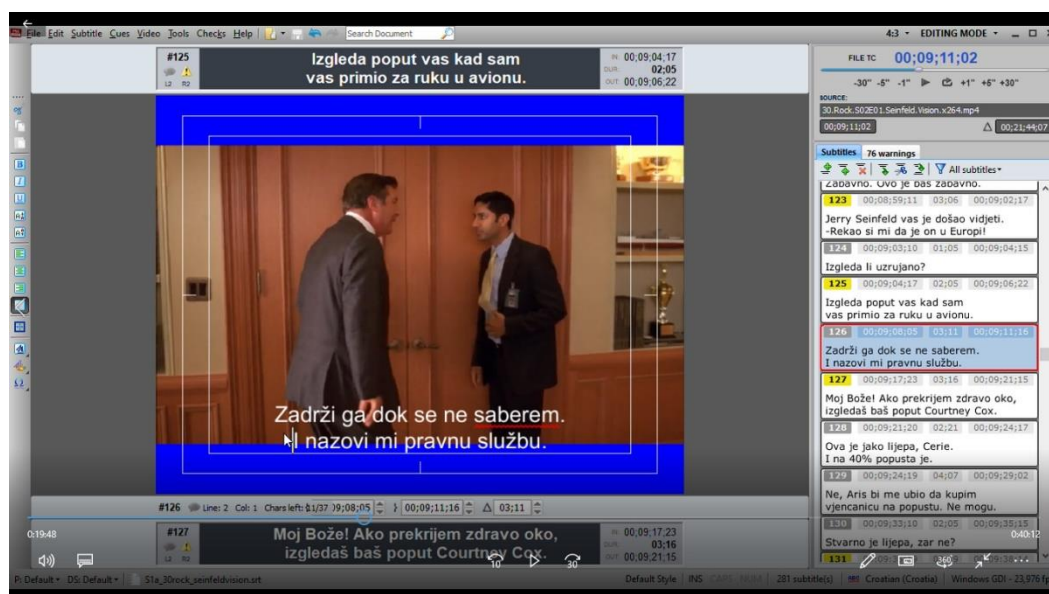 File Edit Subtitle Cues Video Tools Checks Help Search Document 4:3 EDITING MODE
#125
L2 R2
Izgleda poput vas kad sam
vas primio za ruku u avionu.
IN 00;09;04;17
DUR 02;05
OUT 00;09;06;22
FILE TC 00;09;11;02
-30" -5" -1" +1" +5" +30"
SOURCE:
30.Rock.S02E01.Seinfeld.Vision.x264.mp4
00;09;11;02 Δ 00;21;44;07
Subtitles 76 warnings
All subtitles
Zabavno. Ovo je baš zabavno.
123 00;08;59;11 03;06 00;09;02;17
Jerry Seinfeld vas je došao vidjeti.
-Rekao si mi da je on u Europi!
124 00;09;03;10 01;05 00;09;04;15
Izgleda li uzrujano?
125 00;09;04;17 02;05 00;09;06;22
Izgleda poput vas kad sam
vas primio za ruku u avionu.
126 00;09;08;05 03;11 00;09;11;16
Zadrži ga dok se ne saberem.
I nazovi mi pravnu službu.
127 00;09;17;23 03;16 00;09;21;15
Moj Bože! Ako prekrijem zdravo oko,
izgledaš baš poput Courtney Cox.
128 00;09;21;20 02;21 00;09;24;17
Ova je jako lijepa, Cerie.
I na 40% popusta je.
129 00;09;24;19 04;07 00;09;29;02
Ne, Aris bi me ubio da kupim
vjencanicu na popustu. Ne mogu.
130 00;09;33;10 02;05 00;09;35;15
Stvarno je lijepa, zar ne?
131
Zadrži ga dok se ne saberem.
I nazovi mi pravnu službu.
#126 Line: 2 Col: 1 Chars left: 11/37 09;08;05 00;09;11;16 Δ 03;11
#127
L2 R2
Moj Bože! Ako prekrijem zdravo oko,
izgledaš baš poput Courtney Cox.
IN 00;09;17;23
DUR 03;16
OUT 00;09;21;15
0:19:48 10 30 360 0:40:12
P: Default DS: Default S1a_30rock_seinfeldvision.srt Default Style INS CAPS NUM 281 subtitle(s) Croatian (Croatia) Windows GDI - 23,976